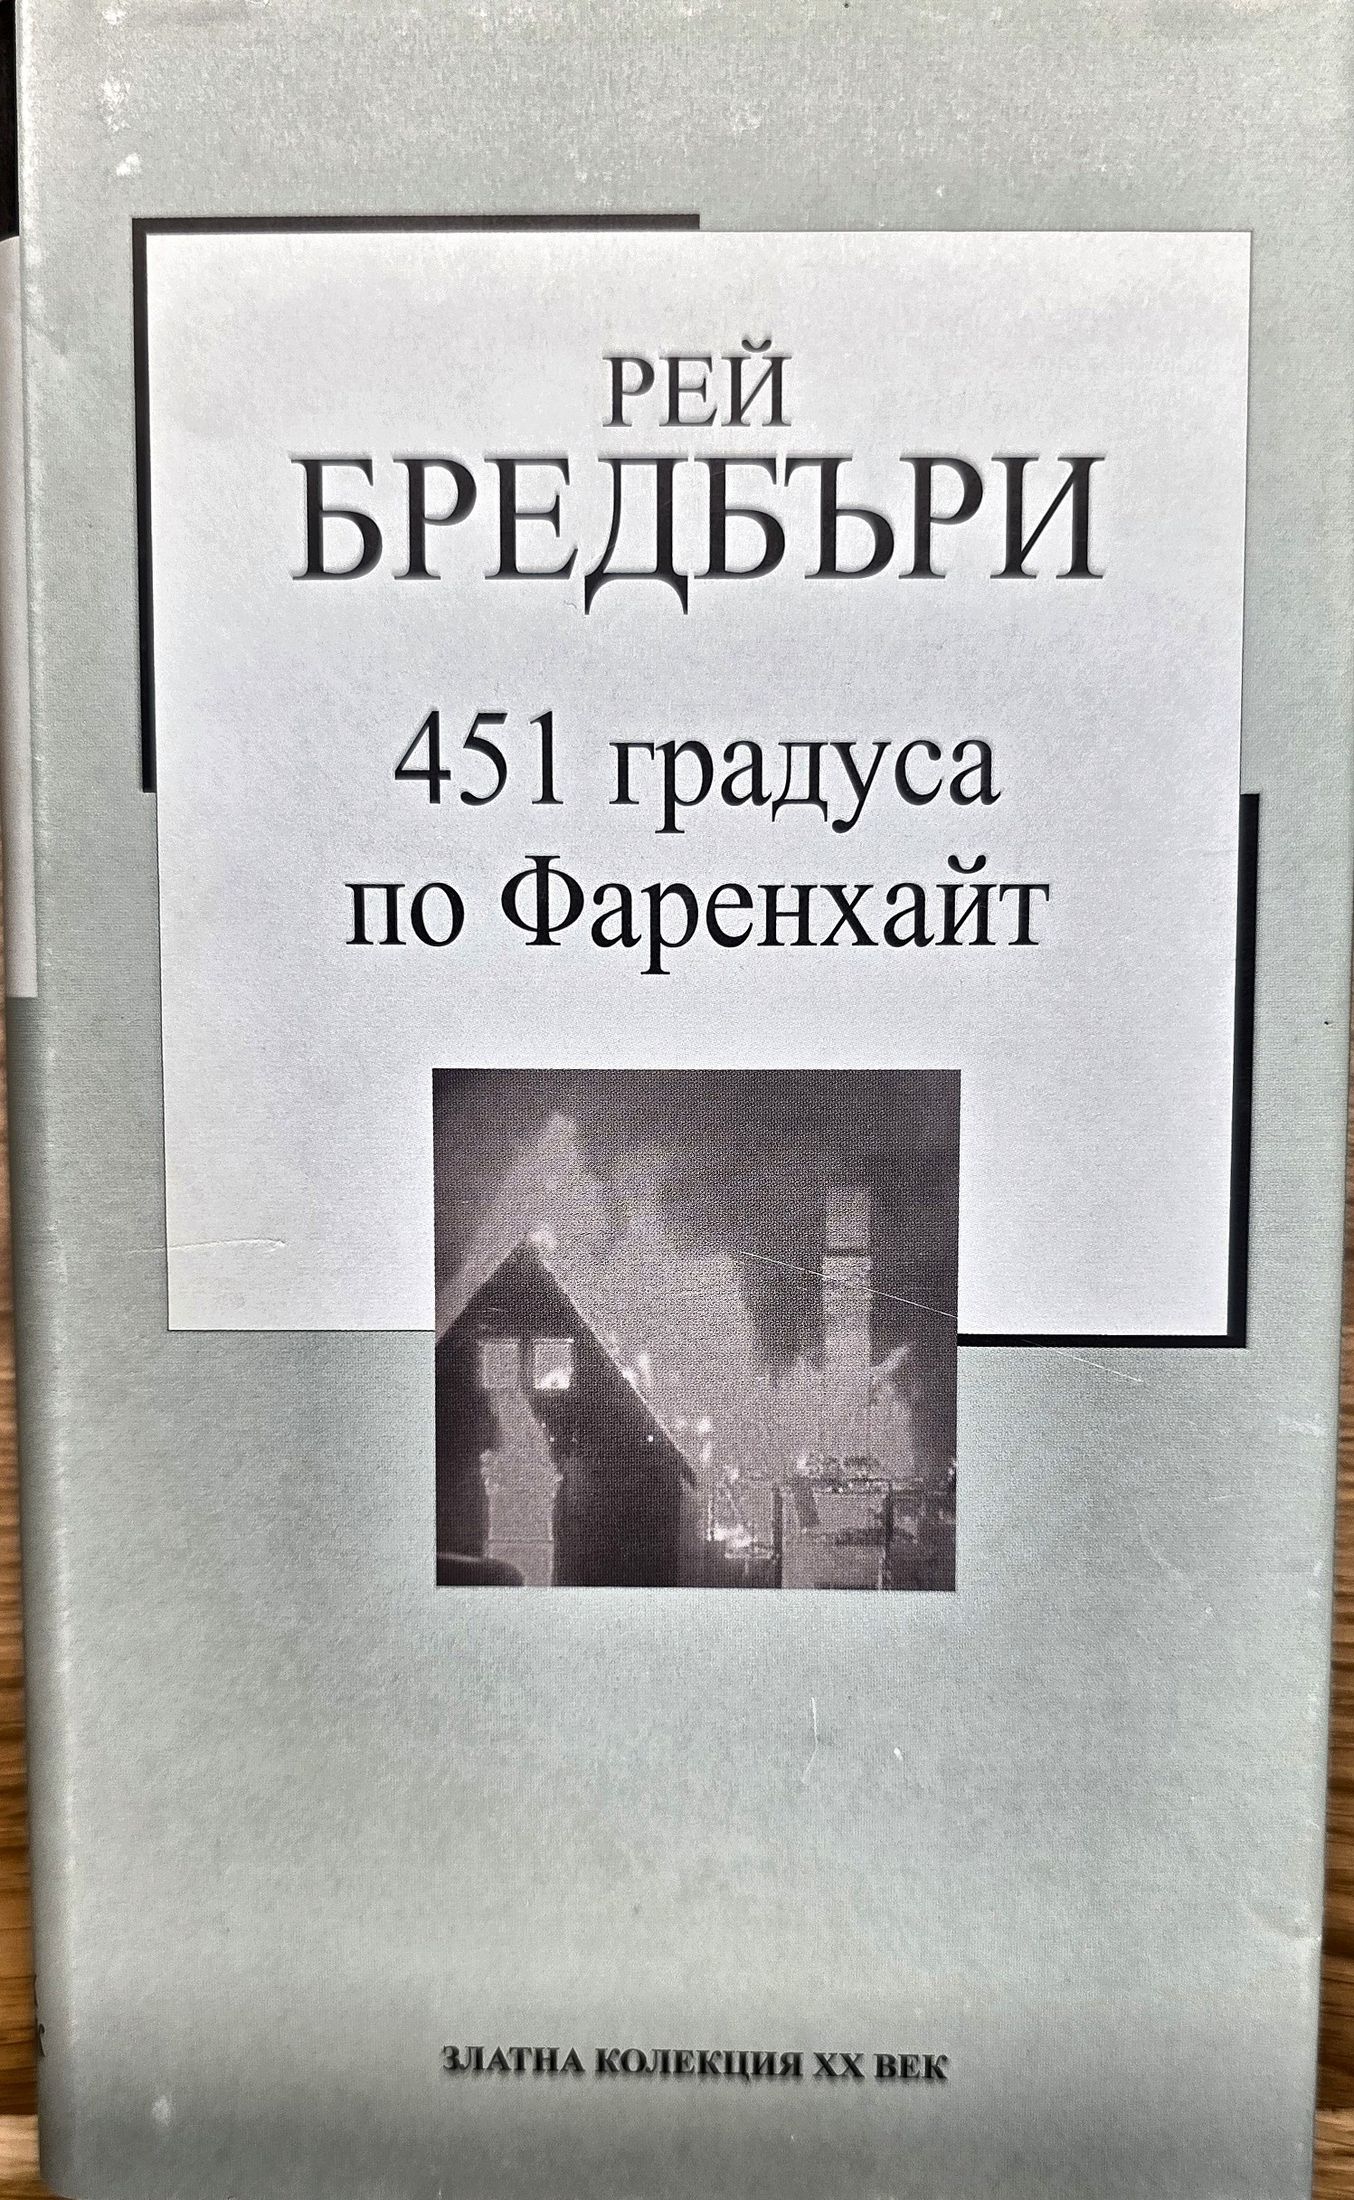 РЕЙ
БРЕДБЪРИ
451 градуса
по Фаренхайт
ЗЛАТНА КОЛЕКЦИЯ XX ВЕК